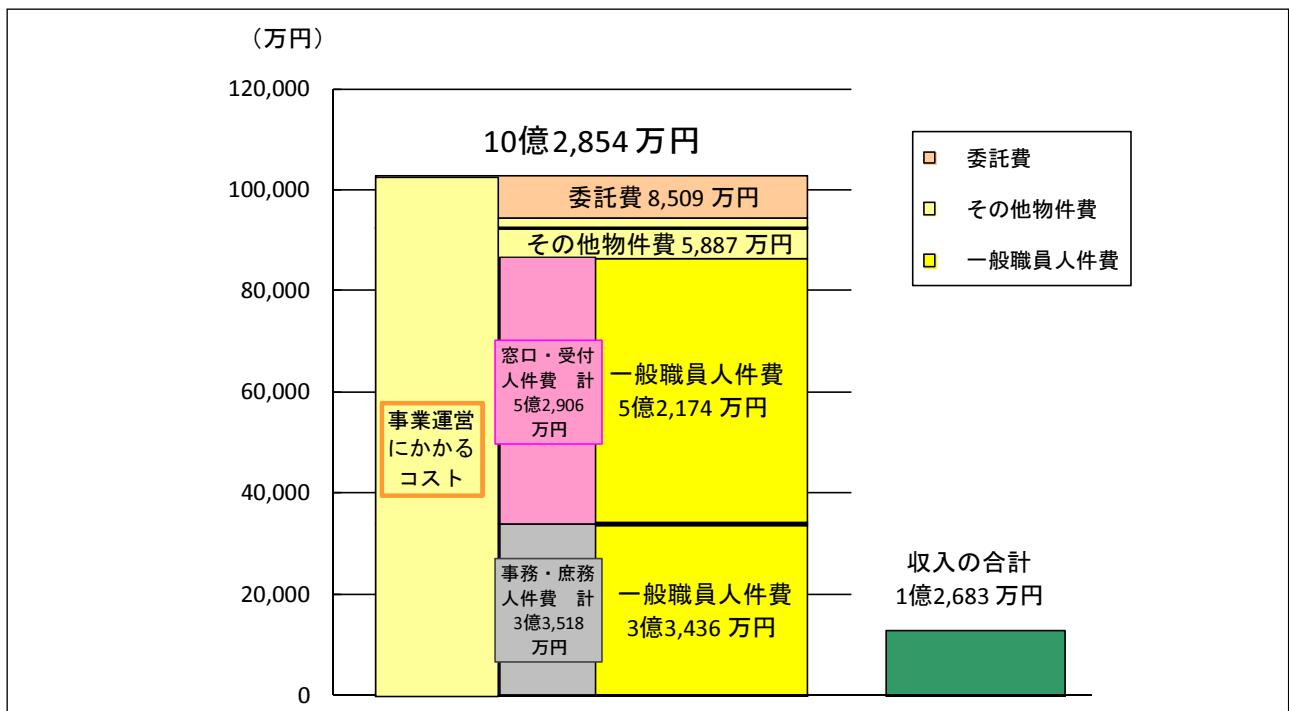 （万円）
120,000
100,000
80,000
60,000
40,000
20,000
0
10億2,854 万円
委託費 8,509 万円
その他物件費 5,887 万円
窓口・受付
人件費　計
5億2,906
万円
一般職員人件費
5億2,174 万円
事業運営
にかかる
コスト
事務・庶務
人件費　計
3億3,518
万円
一般職員人件費
3億3,436 万円
収入の合計
1億2,683 万円
委託費
その他物件費
一般職員人件費